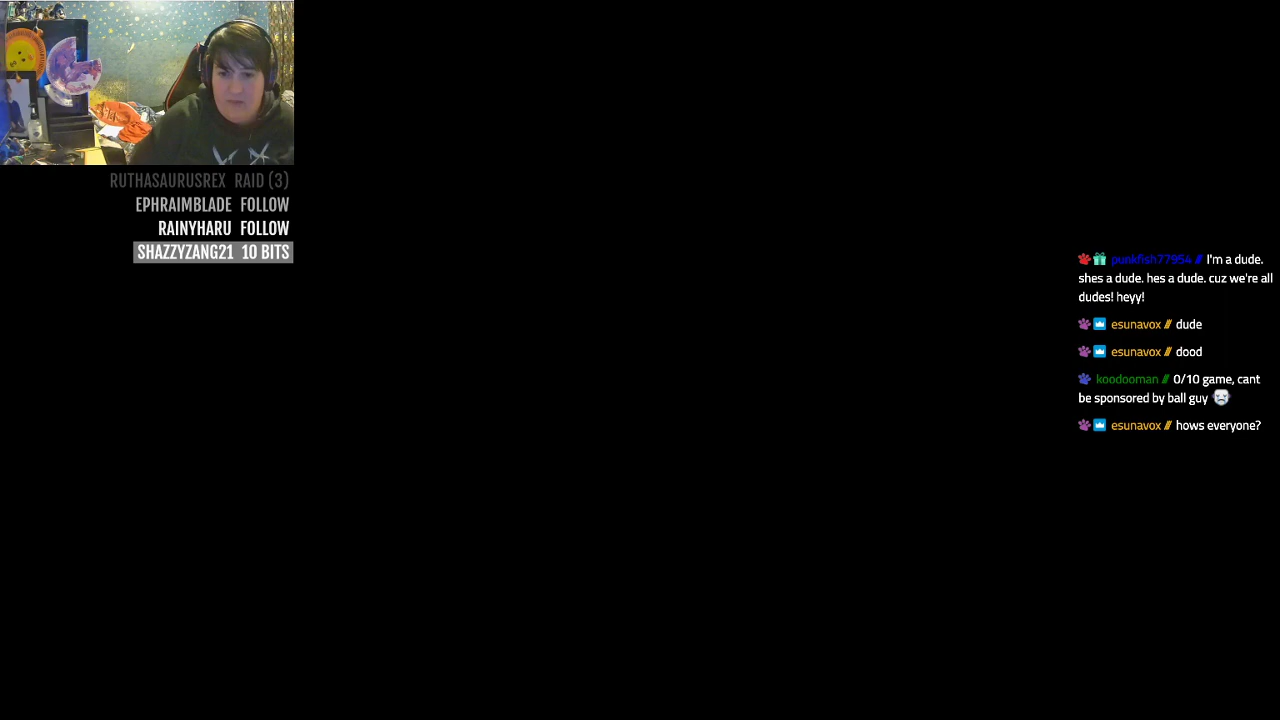 RUTHASAURUSREX RAID (3)
EPHRAIMBLADE FOLLOW
RAINYHARU FOLLOW
SHAZZYZANG21 10 BITS
punkfish77954 // I'm a dude.
shes a dude. hes a dude. cuz we're all
dudes! heyy!
esunavox // dude
esunavox // dood
koodooman // 0/10 game, cant
be sponsored by ball guy
esunavox // hows everyone?